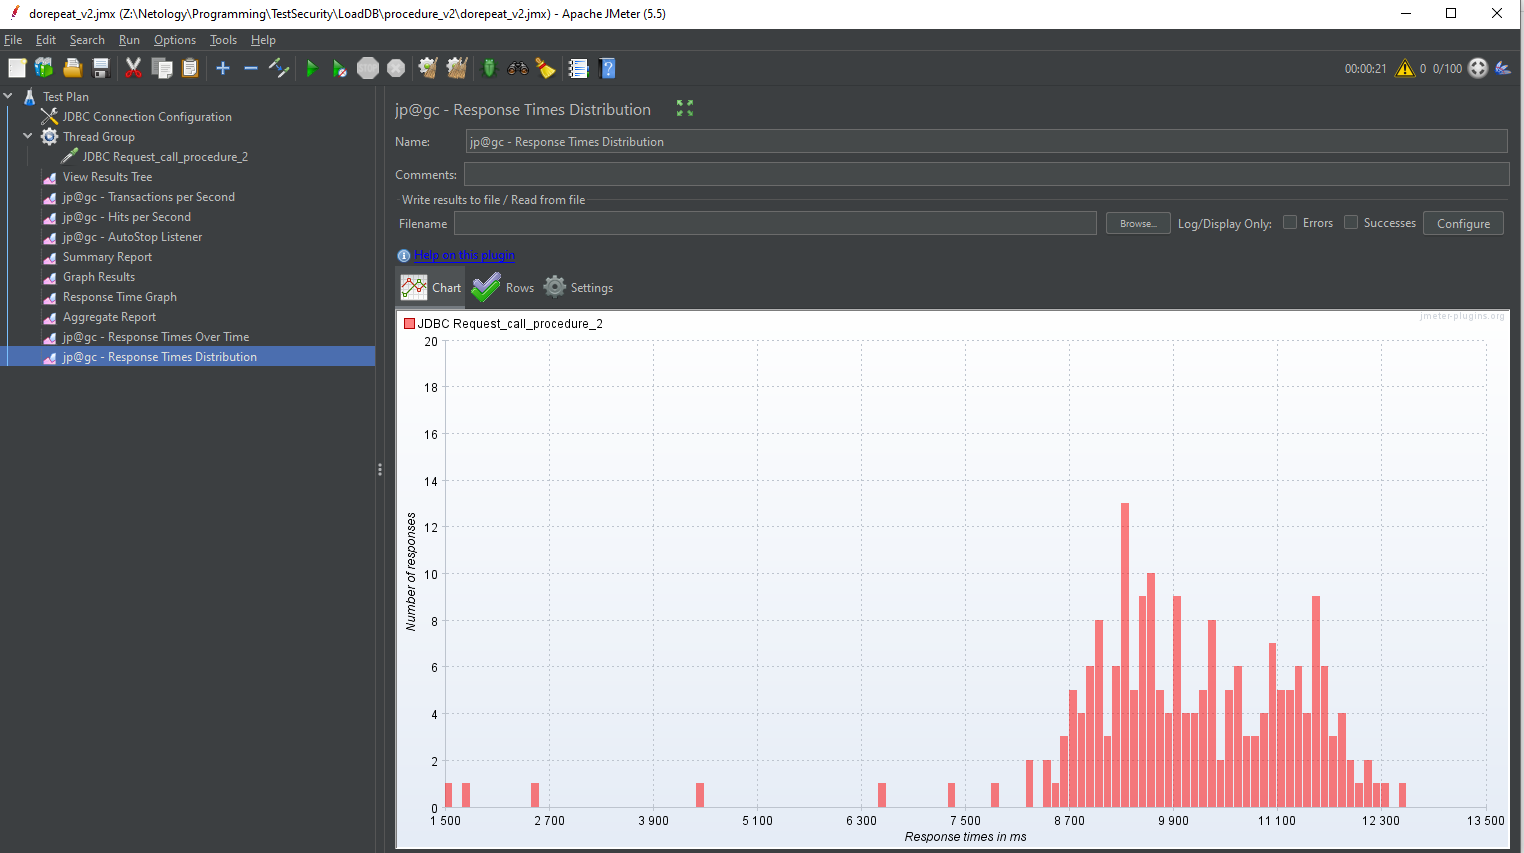 dorepeat_v2.jmx (Z:\Netology\Programming\TestSecurity\LoadDB\procedure_v2\dorepeat_v2.jmx) - Apache JMeter (5.5)
File Edit Search Run Options Tools Help
STOP
00:00:21 0 0/100
Test Plan
JDBC Connection Configuration
Thread Group
JDBC Request_call_procedure_2
View Results Tree
jp@gc - Transactions per Second
jp@gc - Hits per Second
jp@gc - AutoStop Listener
Summary Report
Graph Results
Response Time Graph
Aggregate Report
jp@gc - Response Times Over Time
jp@gc - Response Times Distribution
jp@gc - Response Times Distribution
Name: jp@gc - Response Times Distribution
Comments:
Write results to file / Read from file
Filename Browse... Log/Display Only: Errors Successes Configure
Help on this plugin
Chart Rows Settings
jmeter-plugins.org
JDBC Request_call_procedure_2
20
18
16
14
12
10
8
6
4
2
0
Number of responses
1 500 2 700 3 900 5 100 6 300 7 500 8 700 9 900 11 100 12 300 13 500
Response times in ms